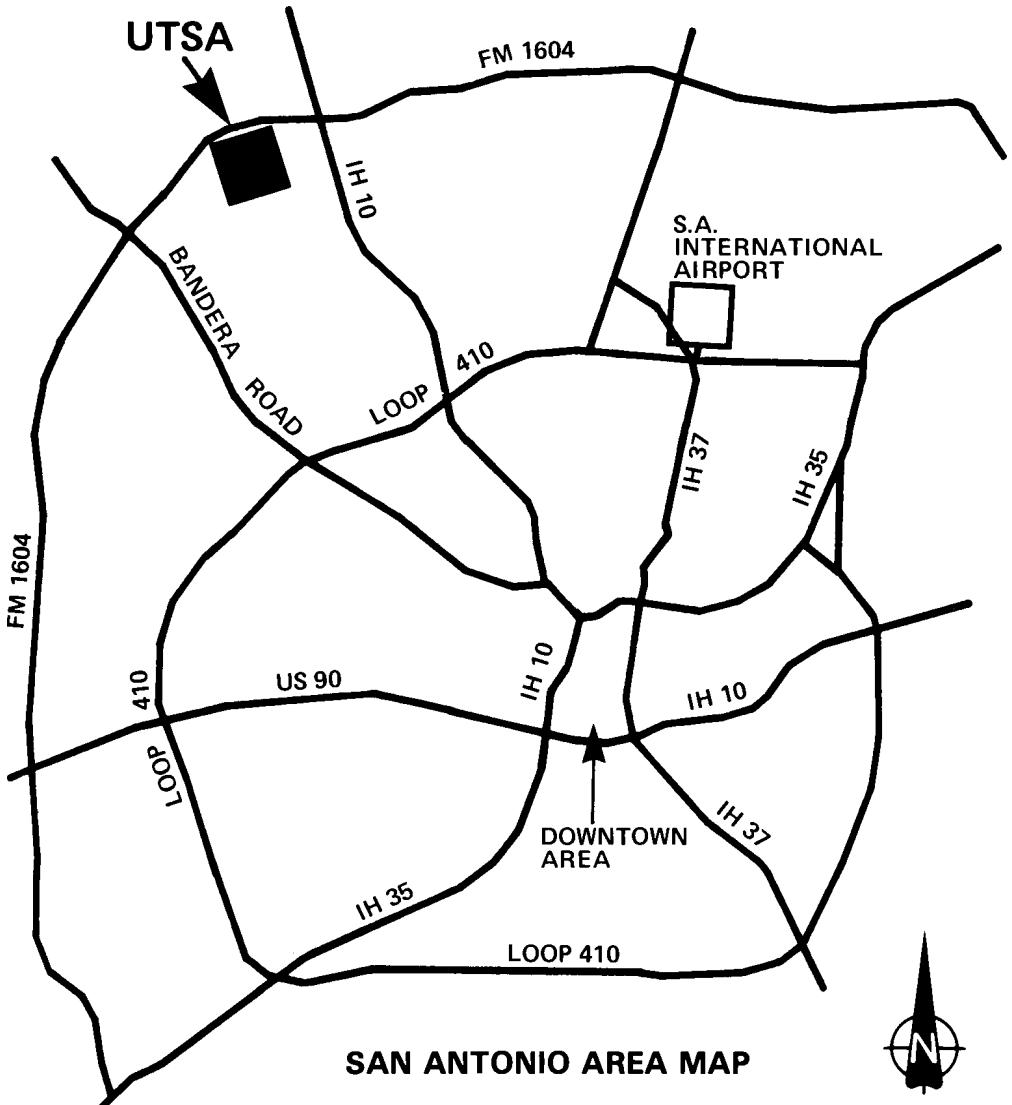 UTSA
FM 1604
IH 10
S.A.
INTERNATIONAL
AIRPORT
BANDERA
ROAD
LOOP
410
IH 37
IH 35
FM 1604
410
LOOP
US 90
IH 10
IH 10
DOWNTOWN
AREA
IH 37
IH 35
LOOP 410
SAN ANTONIO AREA MAP
N